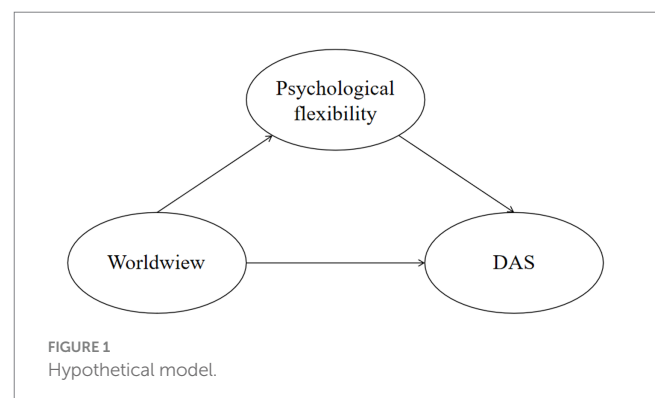 Psychological
flexibility
Worldwiew
DAS
FIGURE 1
Hypothetical model.